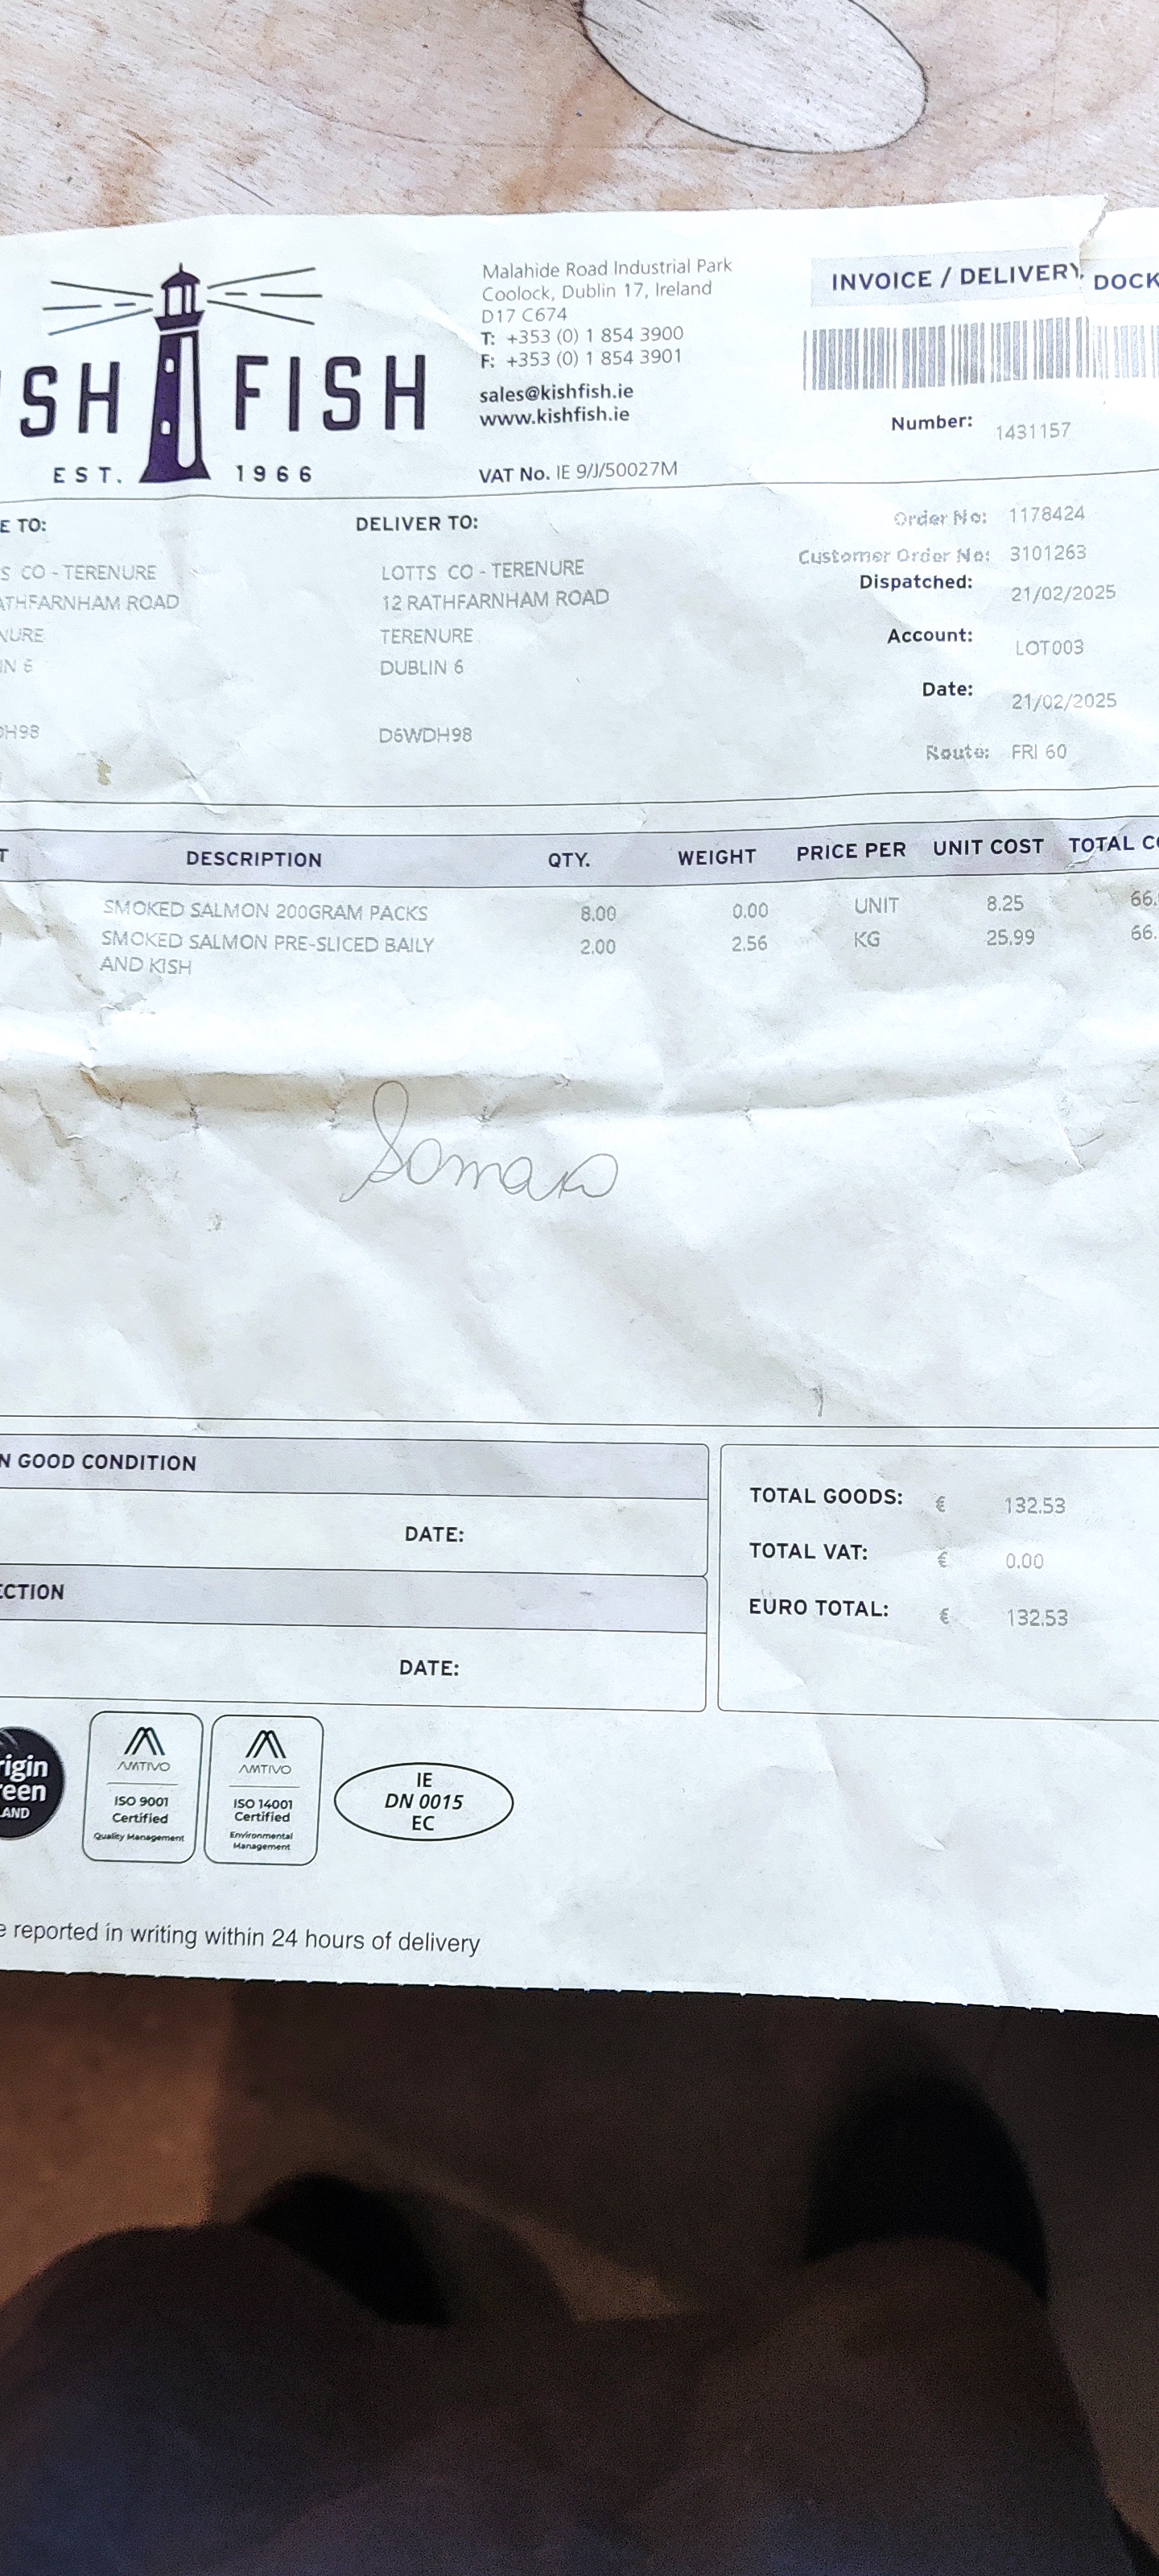 ISH FISH
EST. 1966
Malahide Road Industrial Park
Coolock, Dublin 17, Ireland
D17 C674
T: +353 (0) 1 854 3900
F: +353 (0) 1 854 3901
sales@kishfish.ie
www.kishfish.ie
VAT No. IE 9/J/50027M
INVOICE / DELIVERY DOCK
Number: 1431157
E TO:
S CO - TERENURE
ATHFARNHAM ROAD
NURE
IN 6
DH98
DELIVER TO:
LOTTS CO - TERENURE
12 RATHFARNHAM ROAD
TERENURE
DUBLIN 6
D6WDH98
Order No: 1178424
Customer Order No: 3101263
Dispatched: 21/02/2025
Account: LOT003
Date: 21/02/2025
Route: FRI 60
T DESCRIPTION QTY. WEIGHT PRICE PER UNIT COST TOTAL CO
SMOKED SALMON 200GRAM PACKS 8.00 0.00 UNIT 8.25 66.
SMOKED SALMON PRE-SLICED BAILY 2.00 2.56 KG 25.99 66.
AND KISH
N GOOD CONDITION
DATE:
ECTION
DATE:
TOTAL GOODS: € 132.53
TOTAL VAT: € 0.00
EURO TOTAL: € 132.53
rigin
reen
LAND
AMTIVO
ISO 9001
Certified
Quality Management
AMTIVO
ISO 14001
Certified
Environmental
Management
IE
DN 0015
EC
e reported in writing within 24 hours of delivery